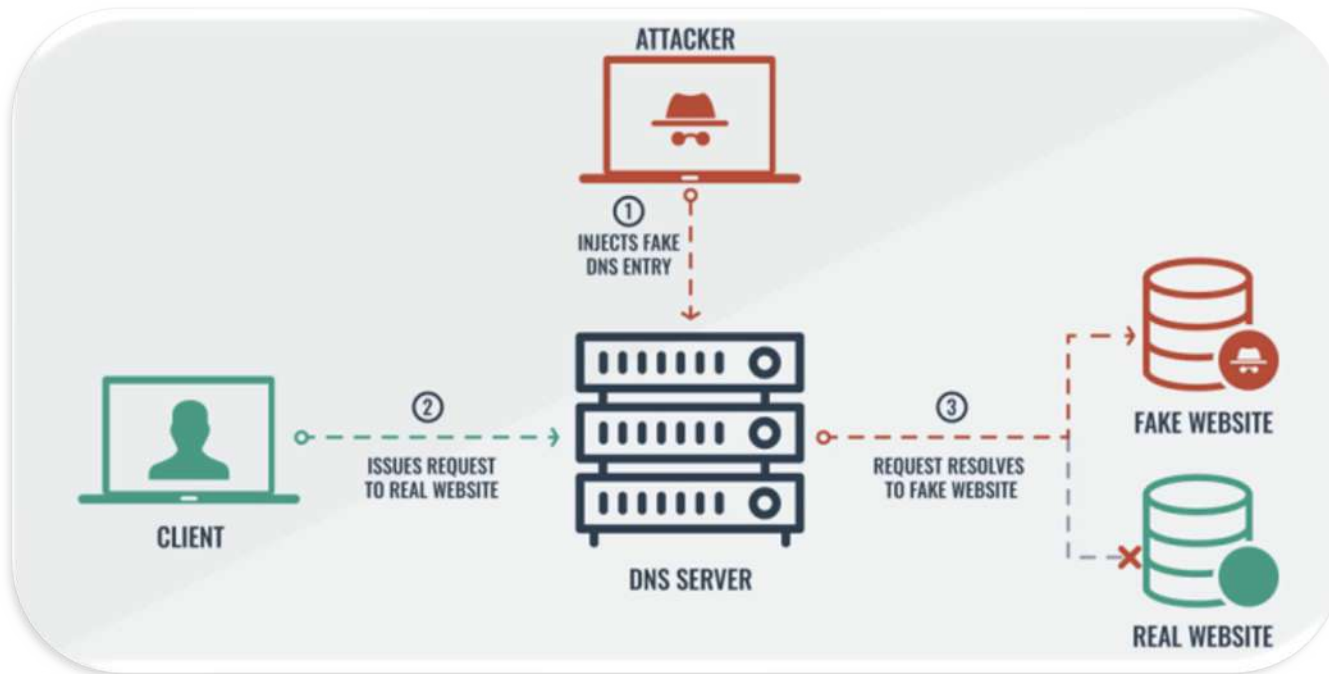 ATTACKER
1
INJECTS FAKE
DNS ENTRY
2
ISSUES REQUEST
TO REAL WEBSITE
CLIENT
DNS SERVER
3
REQUEST RESOLVES
TO FAKE WEBSITE
FAKE WEBSITE
REAL WEBSITE